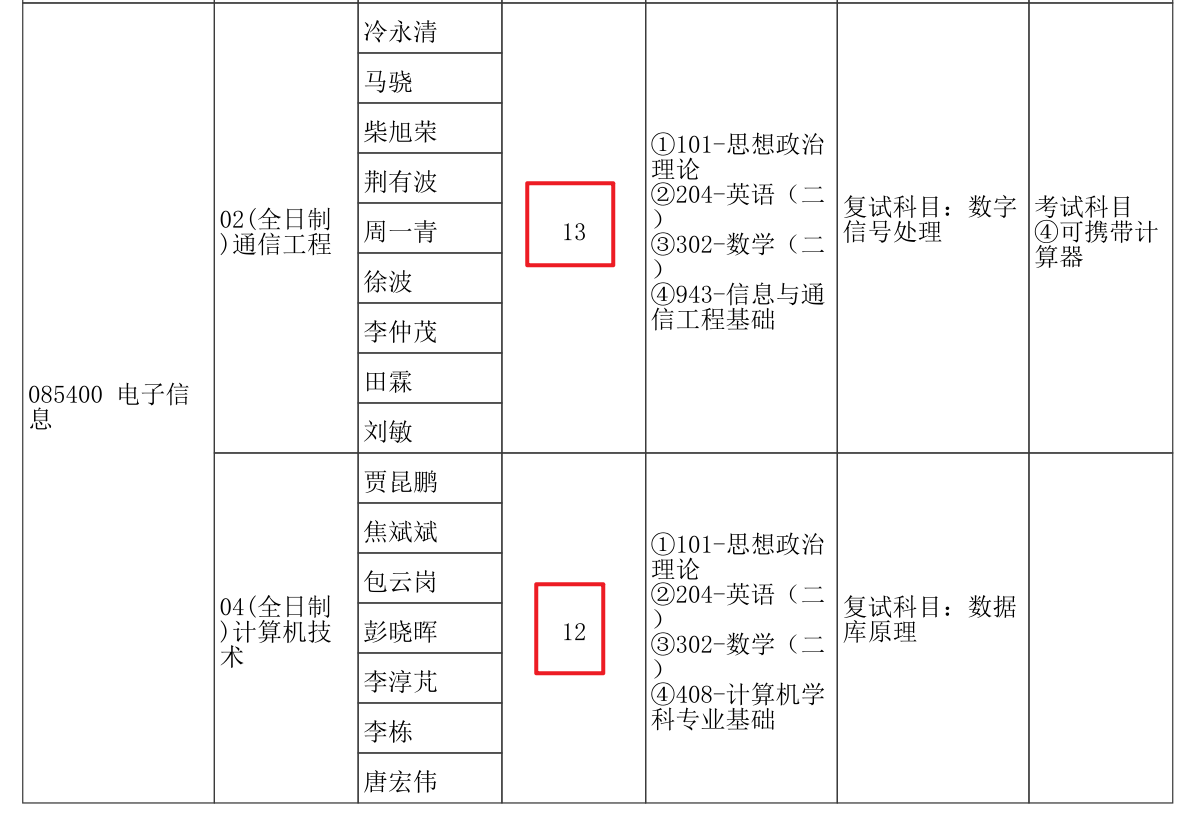 085400 电子信
息
02(全日制
)通信工程
冷永清
马骁
柴旭荣
荆有波
周一青
徐波
李仲茂
田霖
刘敏
13
①101-思想政治
理论
②204-英语（二
）
③302-数学（二
）
④943-信息与通
信工程基础
复试科目：数字
信号处理
考试科目
④可携带计
算器
04(全日制
)计算机技
术
贾昆鹏
焦斌斌
包云岗
彭晓晖
李淳芃
李栋
唐宏伟
12
①101-思想政治
理论
②204-英语（二
）
③302-数学（二
）
④408-计算机学
科专业基础
复试科目：数据
库原理